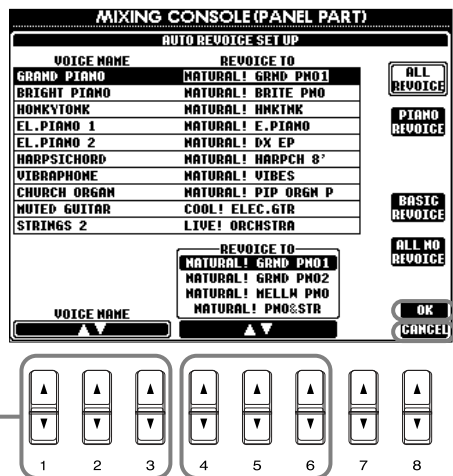 MIXING CONSOLE(PANEL PART)
AUTO REVOICE SET UP
VOICE NAME REVOICE TO
GRAND PIANO NATURAL! GRND PNO1
BRIGHT PIANO NATURAL! BRITE PNO
HONKYTONK NATURAL! HNKTNK
EL.PIANO 1 NATURAL! E.PIANO
EL.PIANO 2 NATURAL! DX EP
HARPSICHORD NATURAL! HARPCH 8'
VIBRAPHONE NATURAL! VIBES
CHURCH ORGAN NATURAL! PIP ORGN P
MUTED GUITAR COOL! ELEC.GTR
STRINGS 2 LIVE! ORCHSTRA
ALL REVOICE
PIANO REVOICE
BASIC REVOICE
ALL NO REVOICE
REVOICE TO
NATURAL! GRND PNO1
NATURAL! GRND PNO2
NATURAL! MELLW PNO
NATURAL! PNO&STR
VOICE NAME
OK
CANCEL
1 2 3 4 5 6 7 8